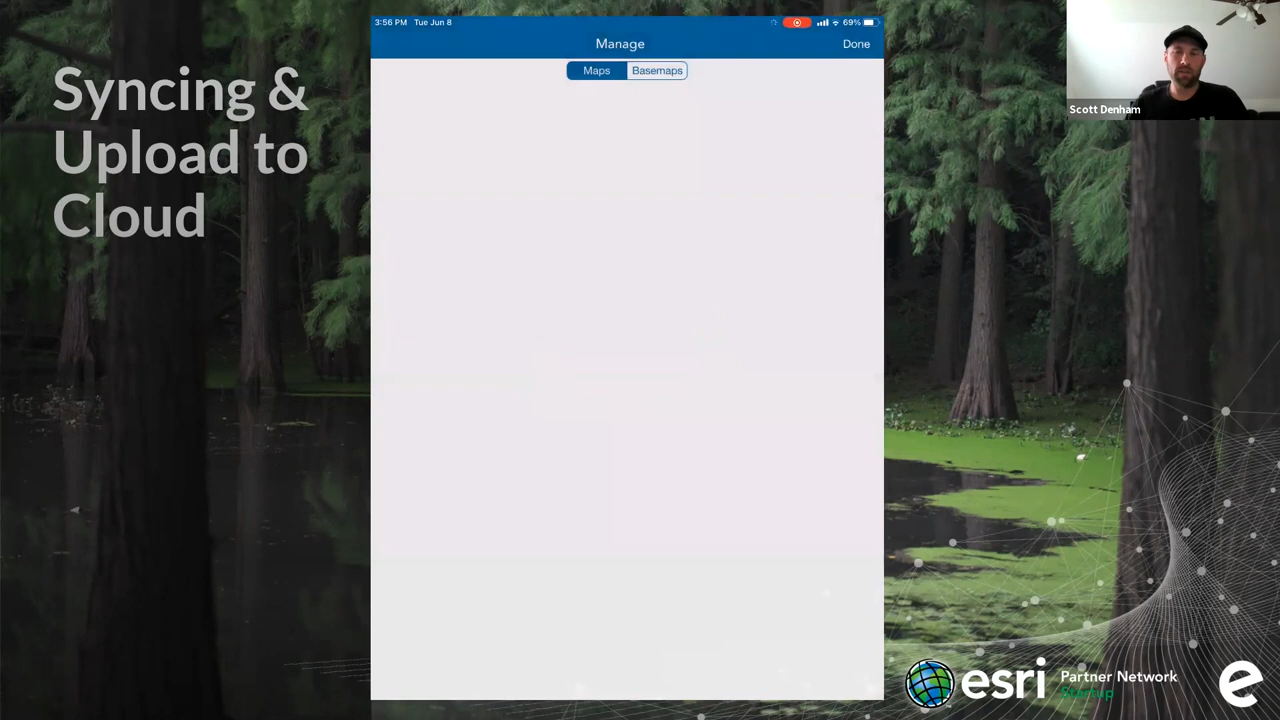 3:56 PM Tue Jun 8
69%
Manage
Done
Maps
Basemaps
Syncing &
Upload to
Cloud
Scott Denham
esri
Partner Network
Startup
e